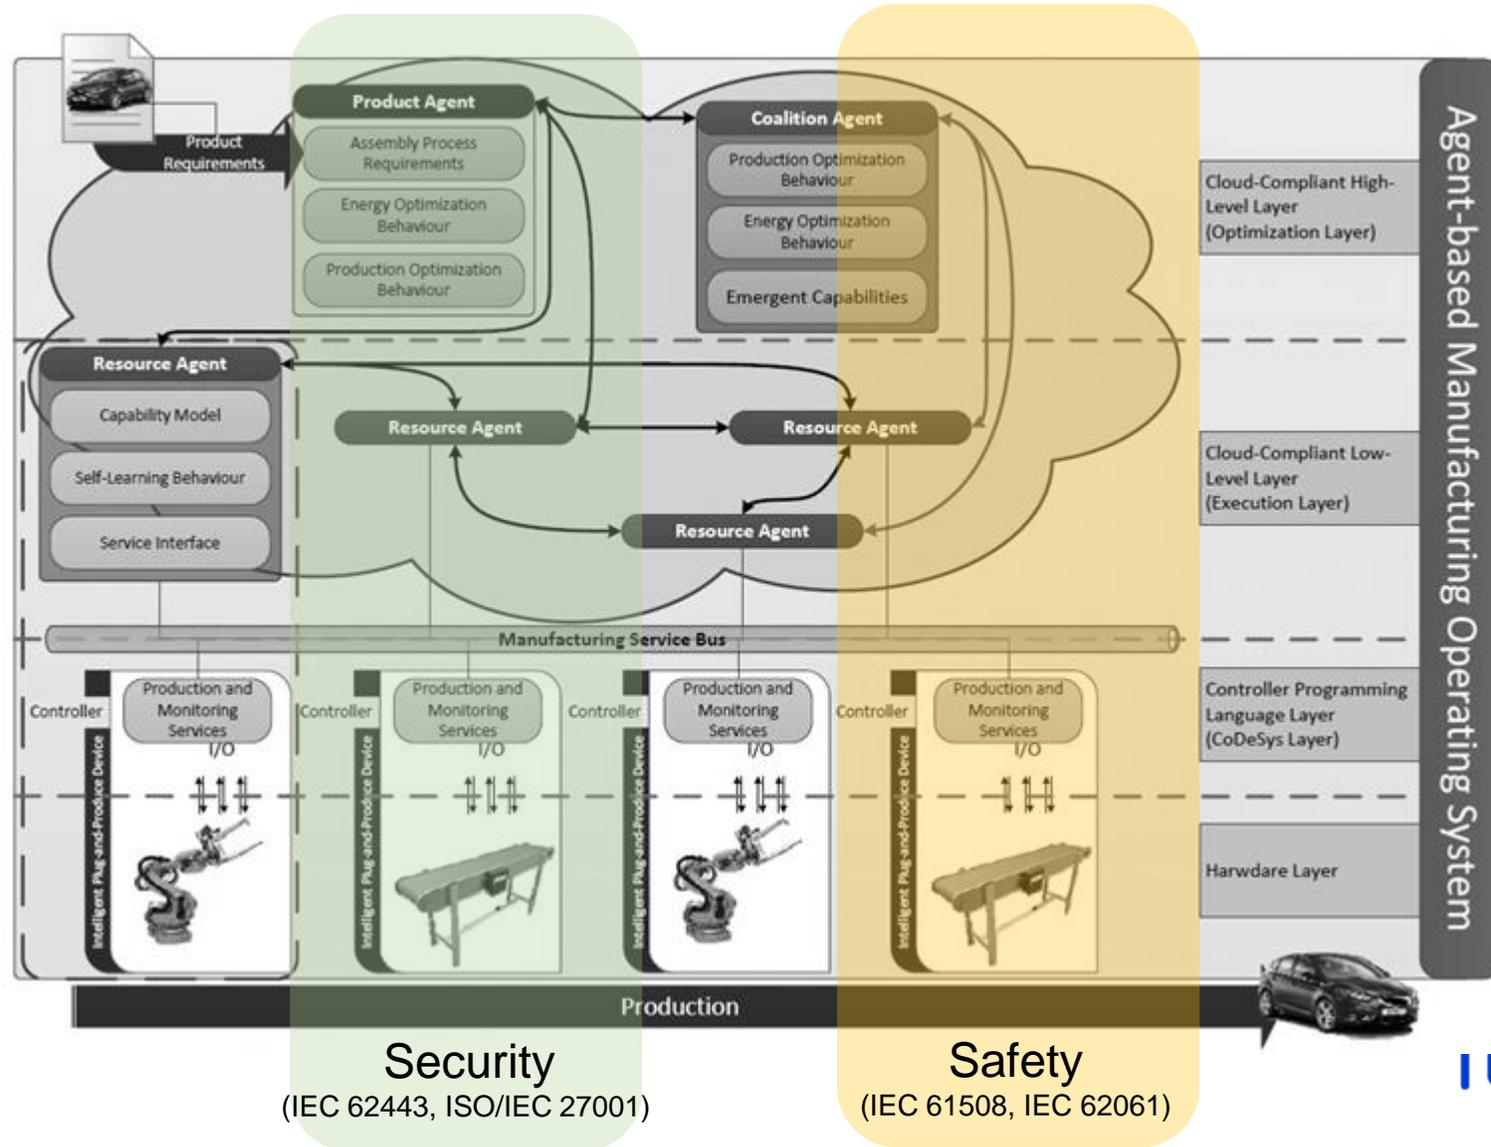 Product
Requirements
Product Agent
Assembly Process
Requirements
Energy Optimization
Behaviour
Production Optimization
Behaviour
Coalition Agent
Production Optimization
Behaviour
Energy Optimization
Behaviour
Emergent Capabilities
Cloud-Compliant High-
Level Layer
(Optimization Layer)
Agent-based Manufacturing Operating System
Resource Agent
Capability Model
Self-Learning Behaviour
Service Interface
Resource Agent
Resource Agent
Resource Agent
Cloud-Compliant Low-
Level Layer
(Execution Layer)
Manufacturing Service Bus
Controller
Production and
Monitoring
Services
I/O
Intelligent Plug-and-Produce Device
Controller
Production and
Monitoring
Services
I/O
Intelligent Plug-and-Produce Device
Controller
Production and
Monitoring
Services
I/O
Intelligent Plug-and-Produce Device
Controller
Production and
Monitoring
Services
I/O
Intelligent Plug-and-Produce Device
Controller Programming
Language Layer
(CoDeSys Layer)
Harwdare Layer
Production
Security
(IEC 62443, ISO/IEC 27001)
Safety
(IEC 61508, IEC 62061)